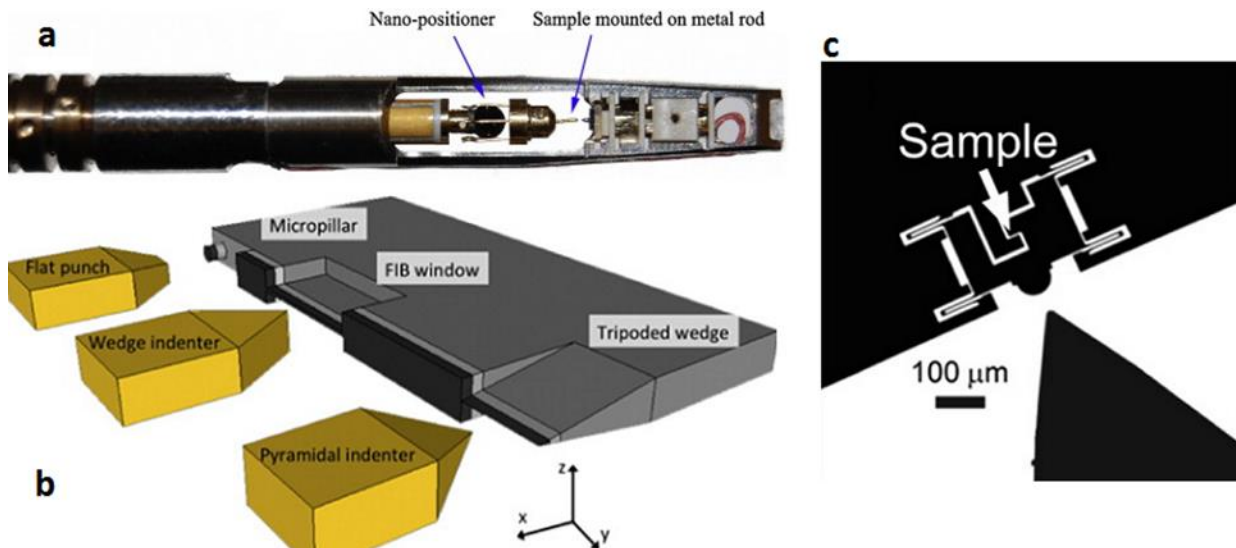 a
Nano-positioner
Sample mounted on metal rod
Micropillar
FIB window
Flat punch
Wedge indenter
Tripoded wedge
Pyramidal indenter
b
z
x
y
c
Sample
100 μm